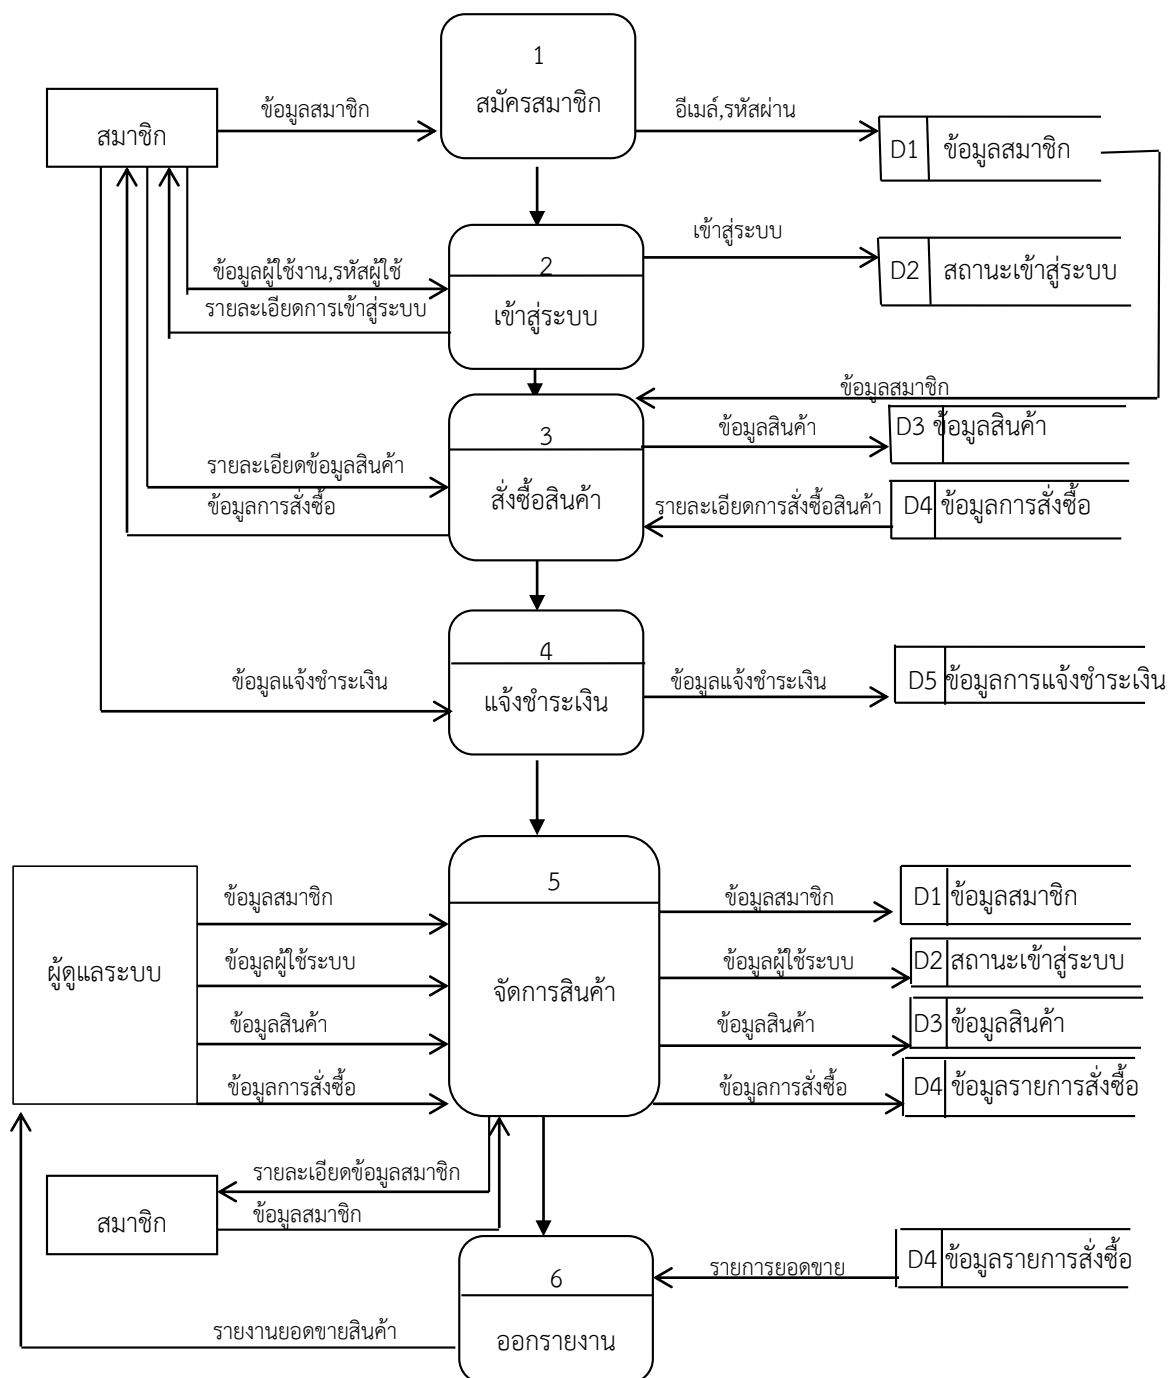 1
สมัครสมาชิก
สมาชิก
ข้อมูลสมาชิก
อีเมล์,รหัสผ่าน
D1 ข้อมูลสมาชิก
เข้าสู่ระบบ
2
เข้าสู่ระบบ
D2 สถานะเข้าสู่ระบบ
ข้อมูลผู้ใช้งาน,รหัสผู้ใช้
รายละเอียดการเข้าสู่ระบบ
ข้อมูลสมาชิก
3
สั่งซื้อสินค้า
ข้อมูลสินค้า
D3 ข้อมูลสินค้า
รายละเอียดข้อมูลสินค้า
ข้อมูลการสั่งซื้อ
รายละเอียดการสั่งซื้อสินค้า
D4 ข้อมูลการสั่งซื้อ
4
แจ้งชำระเงิน
ข้อมูลแจ้งชำระเงิน
ข้อมูลแจ้งชำระเงิน
D5 ข้อมูลการแจ้งชำระเงิน
5
จัดการสินค้า
ผู้ดูแลระบบ
ข้อมูลสมาชิก
ข้อมูลผู้ใช้ระบบ
ข้อมูลสินค้า
ข้อมูลการสั่งซื้อ
ข้อมูลสมาชิก
D1 ข้อมูลสมาชิก
ข้อมูลผู้ใช้ระบบ
D2 สถานะเข้าสู่ระบบ
ข้อมูลสินค้า
D3 ข้อมูลสินค้า
ข้อมูลการสั่งซื้อ
D4 ข้อมูลรายการสั่งซื้อ
รายละเอียดข้อมูลสมาชิก
สมาชิก
ข้อมูลสมาชิก
6
ออกรายงาน
รายการยอดขาย
D4 ข้อมูลรายการสั่งซื้อ
รายงานยอดขายสินค้า